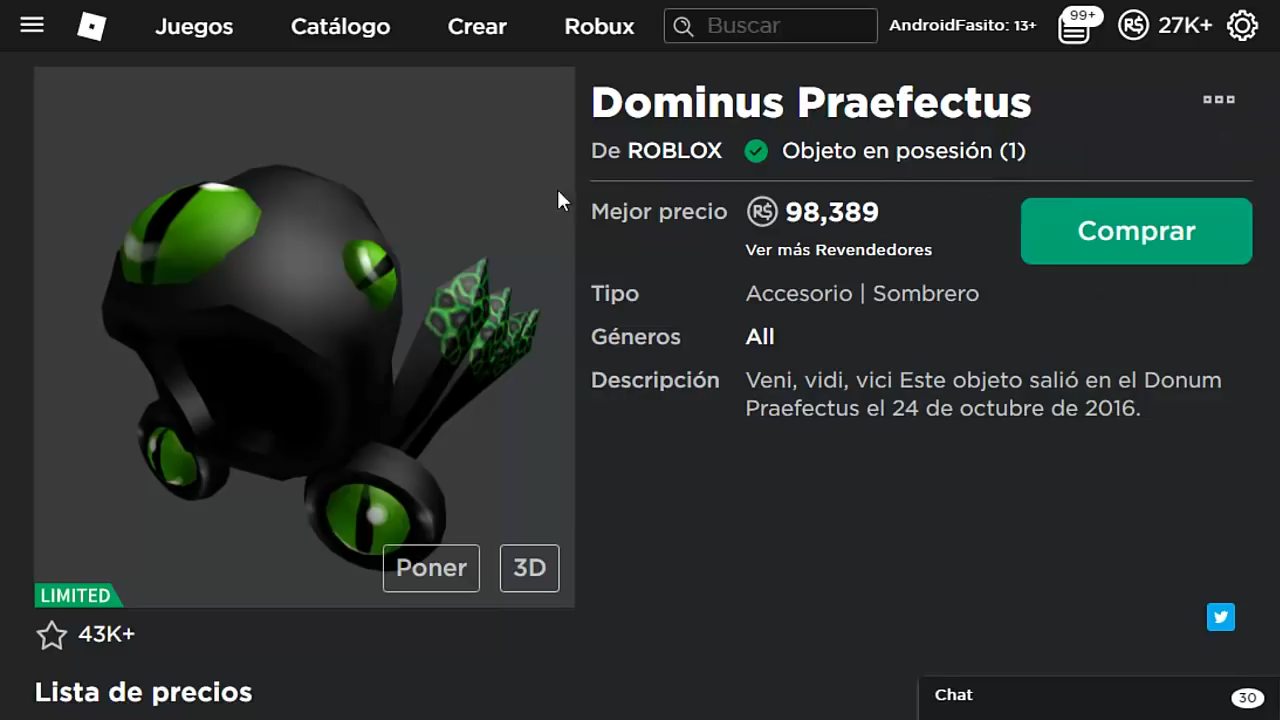 Juegos Catálogo Crear Robux Buscar AndroidFasito: 13+ 99+ 27K+
Dominus Praefectus
De ROBLOX Objeto en posesión (1)
Mejor precio 98,389 Comprar
Ver más Revendedores
Tipo Accesorio | Sombrero
Géneros All
Descripción Veni, vidi, vici Este objeto salió en el Donum
Praefectus el 24 de octubre de 2016.
Poner 3D
LIMITED
43K+
Lista de precios
Chat 30